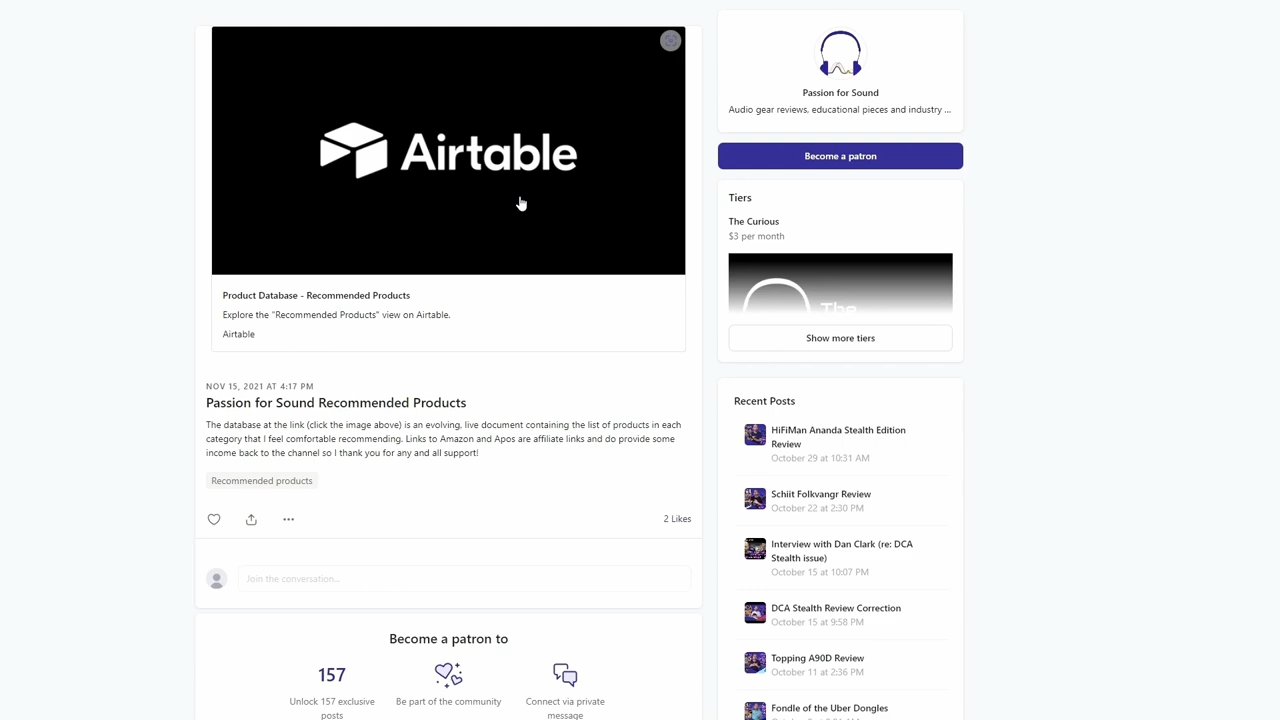 Airtable
Product Database - Recommended Products
Explore the "Recommended Products" view on Airtable.
Airtable
NOV 15, 2021 AT 4:17 PM
Passion for Sound Recommended Products
The database at the link (click the image above) is an evolving, live document containing the list of products in each
category that I feel comfortable recommending. Links to Amazon and Apos are affiliate links and do provide some
income back to the channel so I thank you for any and all support!
Recommended products
2 Likes
Join the conversation...
Become a patron to
157
Unlock 157 exclusive
posts
Be part of the community
Connect via private
message
Passion for Sound
Audio gear reviews, educational pieces and industry ...
Become a patron
Tiers
The Curious
$3 per month
The
Show more tiers
Recent Posts
HiFiMan Ananda Stealth Edition
Review
October 29 at 10:31 AM
Schiit Folkvangr Review
October 22 at 2:30 PM
Interview with Dan Clark (re: DCA
Stealth issue)
October 15 at 10:07 PM
DCA Stealth Review Correction
October 15 at 9:58 PM
Topping A90D Review
October 11 at 2:36 PM
Fondle of the Uber Dongles